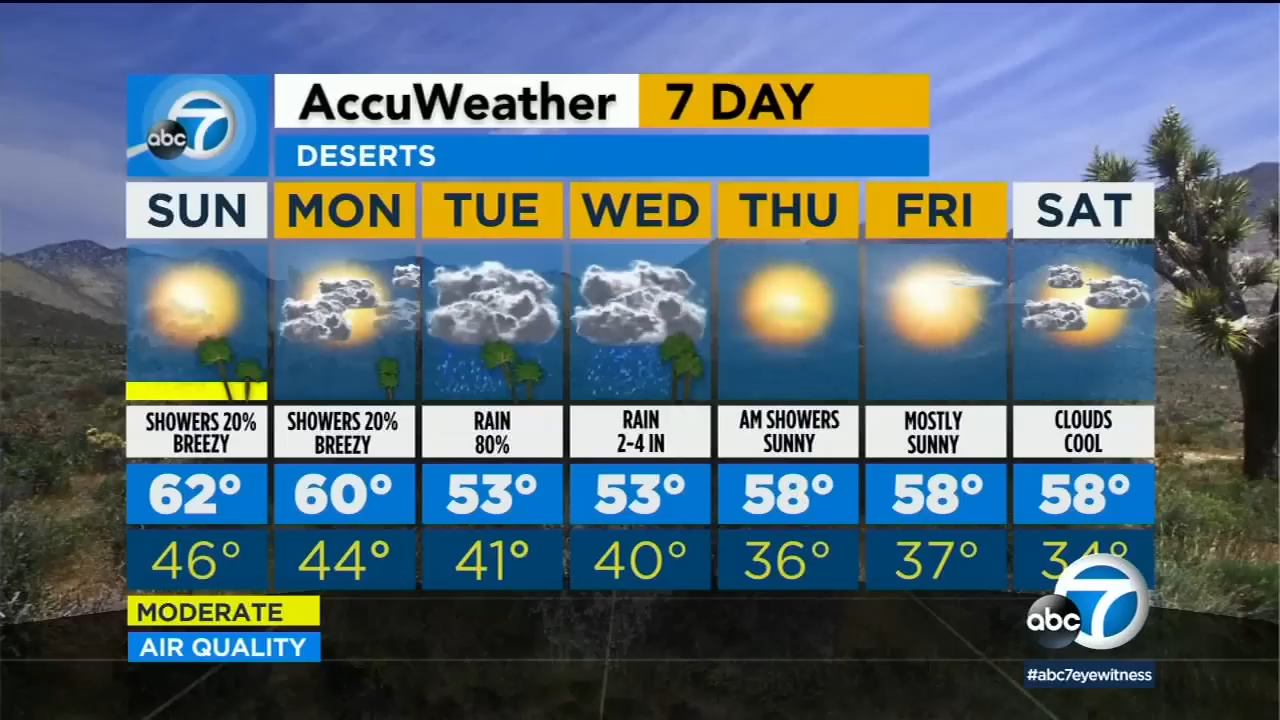 abc 7
AccuWeather 7 DAY
DESERTS
SUN MON TUE WED THU FRI SAT
SHOWERS 20% SHOWERS 20% RAIN RAIN AM SHOWERS MOSTLY CLOUDS
BREEZY BREEZY 80% 2-4 IN SUNNY SUNNY COOL
62° 60° 53° 53° 58° 58° 58°
46° 44° 41° 40° 36° 37° 34°
MODERATE
AIR QUALITY
abc 7
#abc7eyewitness